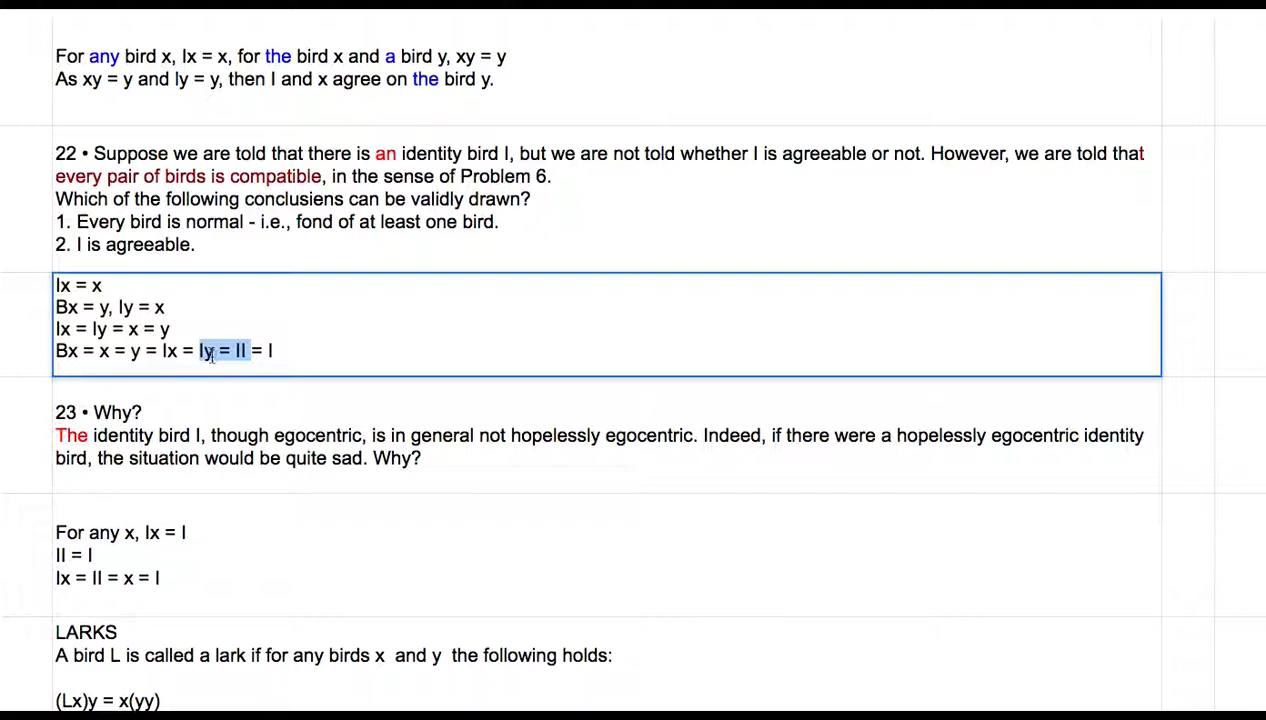 For any bird x, Ix = x, for the bird x and a bird y, xy = y
As xy = y and Iy = y, then I and x agree on the bird y.
22 • Suppose we are told that there is an identity bird I, but we are not told whether I is agreeable or not. However, we are told that
every pair of birds is compatible, in the sense of Problem 6.
Which of the following conclusiens can be validly drawn?
1. Every bird is normal - i.e., fond of at least one bird.
2. I is agreeable.
Ix = x
Bx = y, Iy = x
Ix = Iy = x = y
Bx = x = y = Ix = Iy = II = I
23 • Why?
The identity bird I, though egocentric, is in general not hopelessly egocentric. Indeed, if there were a hopelessly egocentric identity
bird, the situation would be quite sad. Why?
For any x, Ix = I
II = I
Ix = II = x = I
LARKS
A bird L is called a lark if for any birds x  and y  the following holds:
(Lx)y = x(yy)